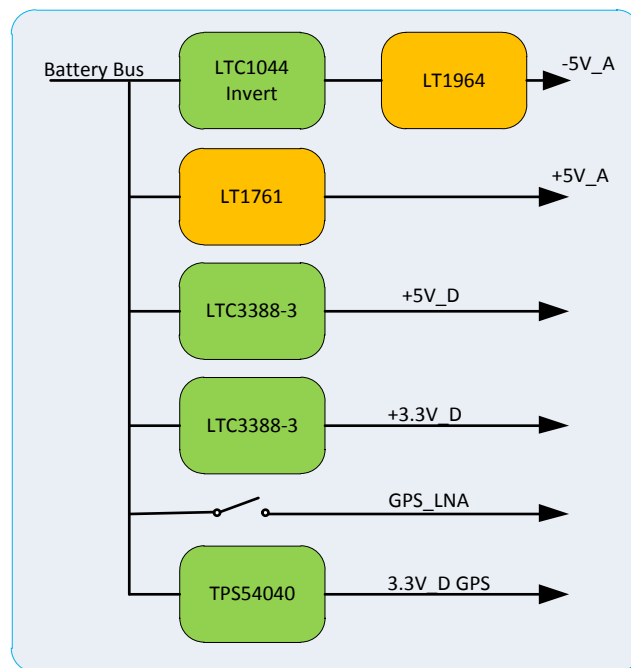 Battery Bus
LTC1044
Invert
LT1964
-5V_A
LT1761
+5V_A
LTC3388-3
+5V_D
LTC3388-3
+3.3V_D
GPS_LNA
TPS54040
3.3V_D GPS